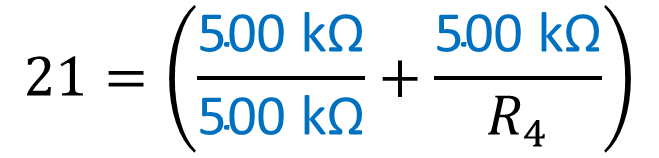 21 = (5.00 kΩ / 5.00 kΩ + 5.00 kΩ / R₄)